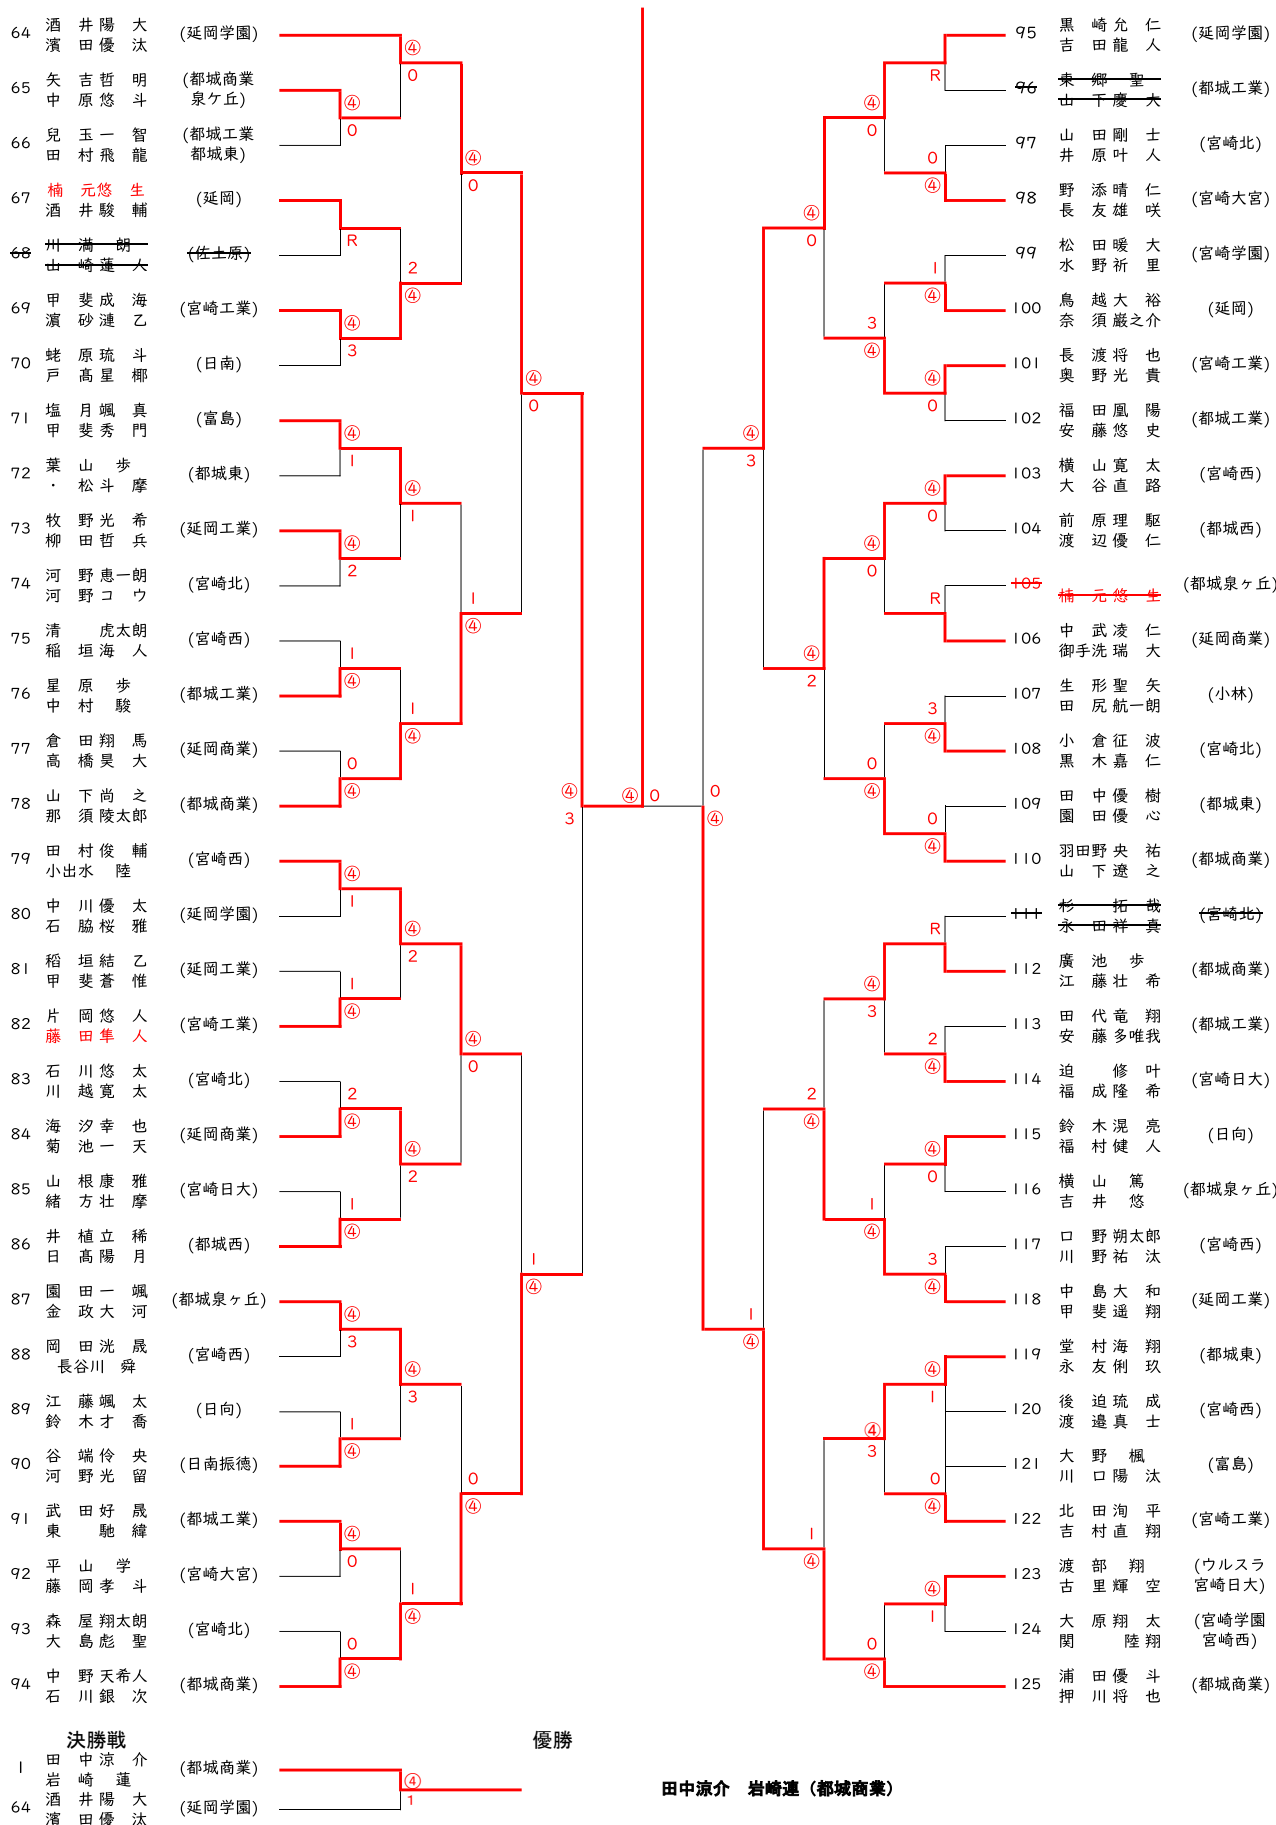 64 酒井陽大 (延岡学園)
濱田優汰
65 矢吉哲明 (都城商業
中原悠斗 泉ケ丘)
66 兒玉一智 (都城工業
田村飛龍 都城東)
67 楠元悠生 (延岡)
酒井駿輔
68 川満朗 (佐土原)
山崎蓮人
69 甲斐成海 (宮崎工業)
濱砂漣乙
70 蛯原琉斗 (日南)
戸髙星椰
71 塩月颯真 (富島)
甲斐秀門
72 葉山歩 (都城東)
・松斗摩
73 牧野光希 (延岡工業)
柳田哲兵
74 河野恵一朗 (宮崎北)
河野コウ
75 清虎太朗 (宮崎西)
稲垣海人
76 星原歩 (都城工業)
中村駿
77 倉田翔馬 (延岡商業)
高橋昊大
78 山下尚之 (都城商業)
那須陵太郎
79 田村俊輔 (宮崎西)
小出水陸
80 中川優太 (延岡学園)
石脇桜雅
81 稲垣結乙 (延岡工業)
甲斐蒼惟
82 片岡悠人 (宮崎工業)
藤田隼人
83 石川悠太 (宮崎北)
川越寛太
84 海汐幸也 (延岡商業)
菊池一天
85 山根康雅 (宮崎日大)
緒方壮摩
86 井植立稀 (都城西)
日髙陽月
87 園田一颯 (都城泉ヶ丘)
金政大河
88 岡田洸晟 (宮崎西)
長谷川舜
89 江藤颯太 (日向)
鈴木才喬
90 谷端伶央 (日南振徳)
河野光留
91 武田好晟 (都城工業)
東馳緯
92 平山学 (宮崎大宮)
藤岡孝斗
93 森屋翔太朗 (宮崎北)
大島彪聖
94 中野天希人 (都城商業)
石川銀次
95 黒崎允仁 (延岡学園)
吉田龍人
96 東郷聖 (都城工業)
山下慶大
97 山田剛士 (宮崎北)
井原叶人
98 野添晴仁 (宮崎大宮)
長友雄咲
99 松田暖大 (宮崎学園)
水野祈里
100 鳥越大裕 (延岡)
奈須巌之介
101 長渡将也 (宮崎工業)
奥野光貴
102 福田凰陽 (都城工業)
安藤悠史
103 横山寛太 (宮崎西)
大谷直路
104 前原理駆 (都城西)
渡辺優仁
105 (都城泉ヶ丘)
楠元悠生
106 中武凌仁 (延岡商業)
御手洗瑞大
107 生形聖矢 (小林)
田尻航一朗
108 小倉征波 (宮崎北)
黒木嘉仁
109 田中優樹 (都城東)
園田優心
110 羽田野央祐 (都城商業)
山下遼之
111 杉拓哉 (宮崎北)
永田祥真
112 廣池歩 (都城商業)
江藤壮希
113 田代竜翔 (都城工業)
安藤多唯我
114 迫修叶 (宮崎日大)
福成隆希
115 鈴木滉亮 (日向)
福村健人
116 横山篤 (都城泉ヶ丘)
吉井悠
117 口野朔太郎 (宮崎西)
川野祐汰
118 中島大和 (延岡工業)
甲斐遥翔
119 堂村海翔 (都城東)
永友俐玖
120 後迫琉成 (宮崎西)
渡邉真士
121 大野楓 (富島)
川口陽汰
122 北田洵平 (宮崎工業)
吉村直翔
123 渡部翔 (ウルスラ
古里輝空 宮崎日大)
124 大原翔太 (宮崎学園
関陸翔 宮崎西)
125 浦田優斗 (都城商業)
押川将也
決勝戦 優勝
1 田中涼介 (都城商業)
岩崎蓮
64 酒井陽大 (延岡学園)
濱田優汰
④
1
田中涼介 岩崎連（都城商業）